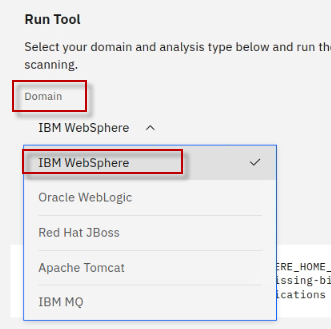 Run Tool
Select your domain and analysis type below and run the
scanning.
Domain
IBM WebSphere
IBM WebSphere
Oracle WebLogic
Red Hat JBoss
Apache Tomcat
IBM MQ
ERE_HOME_
issing-bi
ications